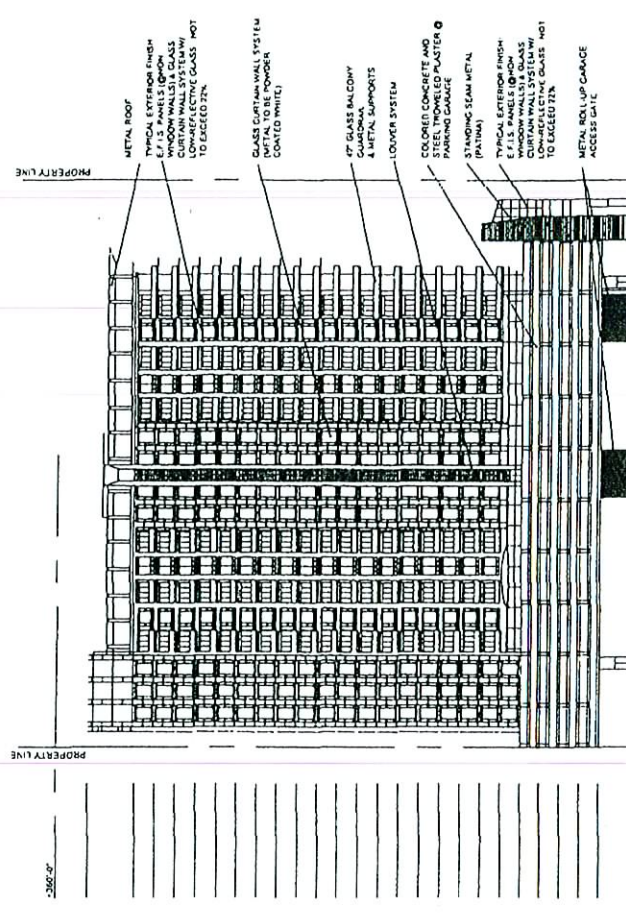 PROPERTY LINE
METAL ROOF
TYPICAL EXTERIOR FINISH
E.F.I.S. PANELS (@NON
WINDOW WALLS) & GLASS
CURTAIN WALL SYSTEM W/
LOW-REFLECTIVE GLASS NOT
TO EXCEED 22%
GLASS CURTAIN WALL SYSTEM
(METAL TO BE POWDER
COATED WHITE)
42" GLASS BALCONY
GUARDRAIL
& METAL SUPPORTS
LOUVER SYSTEM
COLORED CONCRETE AND
STEEL TROWELED PLASTER @
PARKING GARAGE
STANDING SEAM METAL
(PATINA)
TYPICAL EXTERIOR FINISH:
E.F.I.S. PANELS (@NON
WINDOW WALLS) & GLASS
CURTAIN WALL SYSTEM W/
LOW-REFLECTIVE GLASS NOT
TO EXCEED 22%
METAL ROLL-UP GARAGE
ACCESS GATE
PROPERTY LINE
+360'-0"